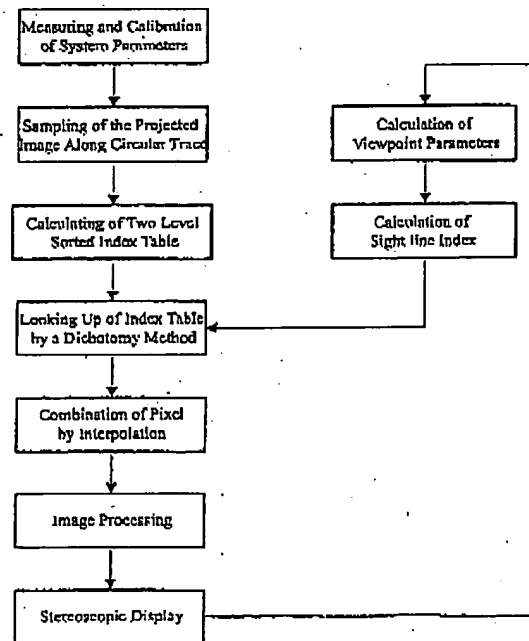 Measuring and Calibration
of System Parameters
Sampling of the Projected
Image Along Circular Trace
Calculating of Two Level
Sorted Index Table
Looking Up of Index Table
by a Dichotomy Method
Combination of Pixel
by Interpolation
Image Processing
Stereoscopic Display
Calculation of
Viewpoint Parameters
Calculation of
Sight line Index